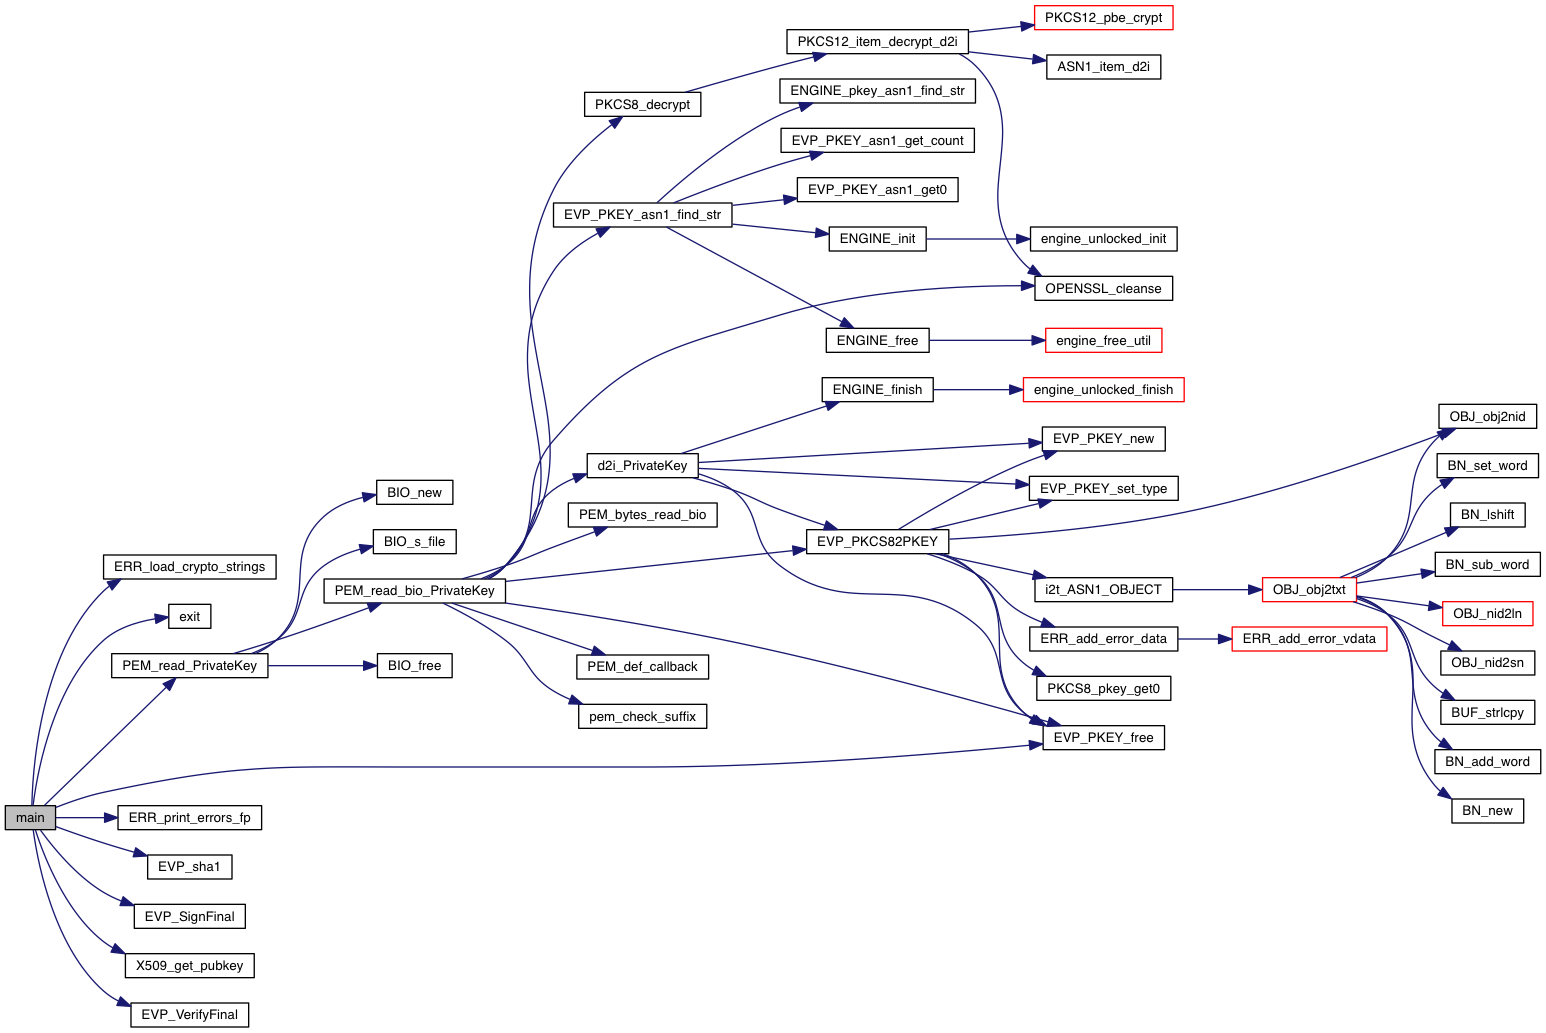 PKCS12_pbe_crypt
PKCS12_item_decrypt_d2i
ASN1_item_d2i
ENGINE_pkey_asn1_find_str
PKCS8_decrypt
EVP_PKEY_asn1_get_count
EVP_PKEY_asn1_get0
EVP_PKEY_asn1_find_str
ENGINE_init
engine_unlocked_init
OPENSSL_cleanse
ENGINE_free
engine_free_util
ENGINE_finish
engine_unlocked_finish
OBJ_obj2nid
EVP_PKEY_new
d2i_PrivateKey
BN_set_word
EVP_PKEY_set_type
BIO_new
PEM_bytes_read_bio
BN_lshift
BIO_s_file
EVP_PKCS82PKEY
ERR_load_crypto_strings
BN_sub_word
PEM_read_bio_PrivateKey
i2t_ASN1_OBJECT
OBJ_obj2txt
exit
OBJ_nid2ln
ERR_add_error_data
ERR_add_error_vdata
PEM_read_PrivateKey
BIO_free
PEM_def_callback
OBJ_nid2sn
PKCS8_pkey_get0
pem_check_suffix
BUF_strlcpy
EVP_PKEY_free
BN_add_word
main
ERR_print_errors_fp
BN_new
EVP_sha1
EVP_SignFinal
X509_get_pubkey
EVP_VerifyFinal